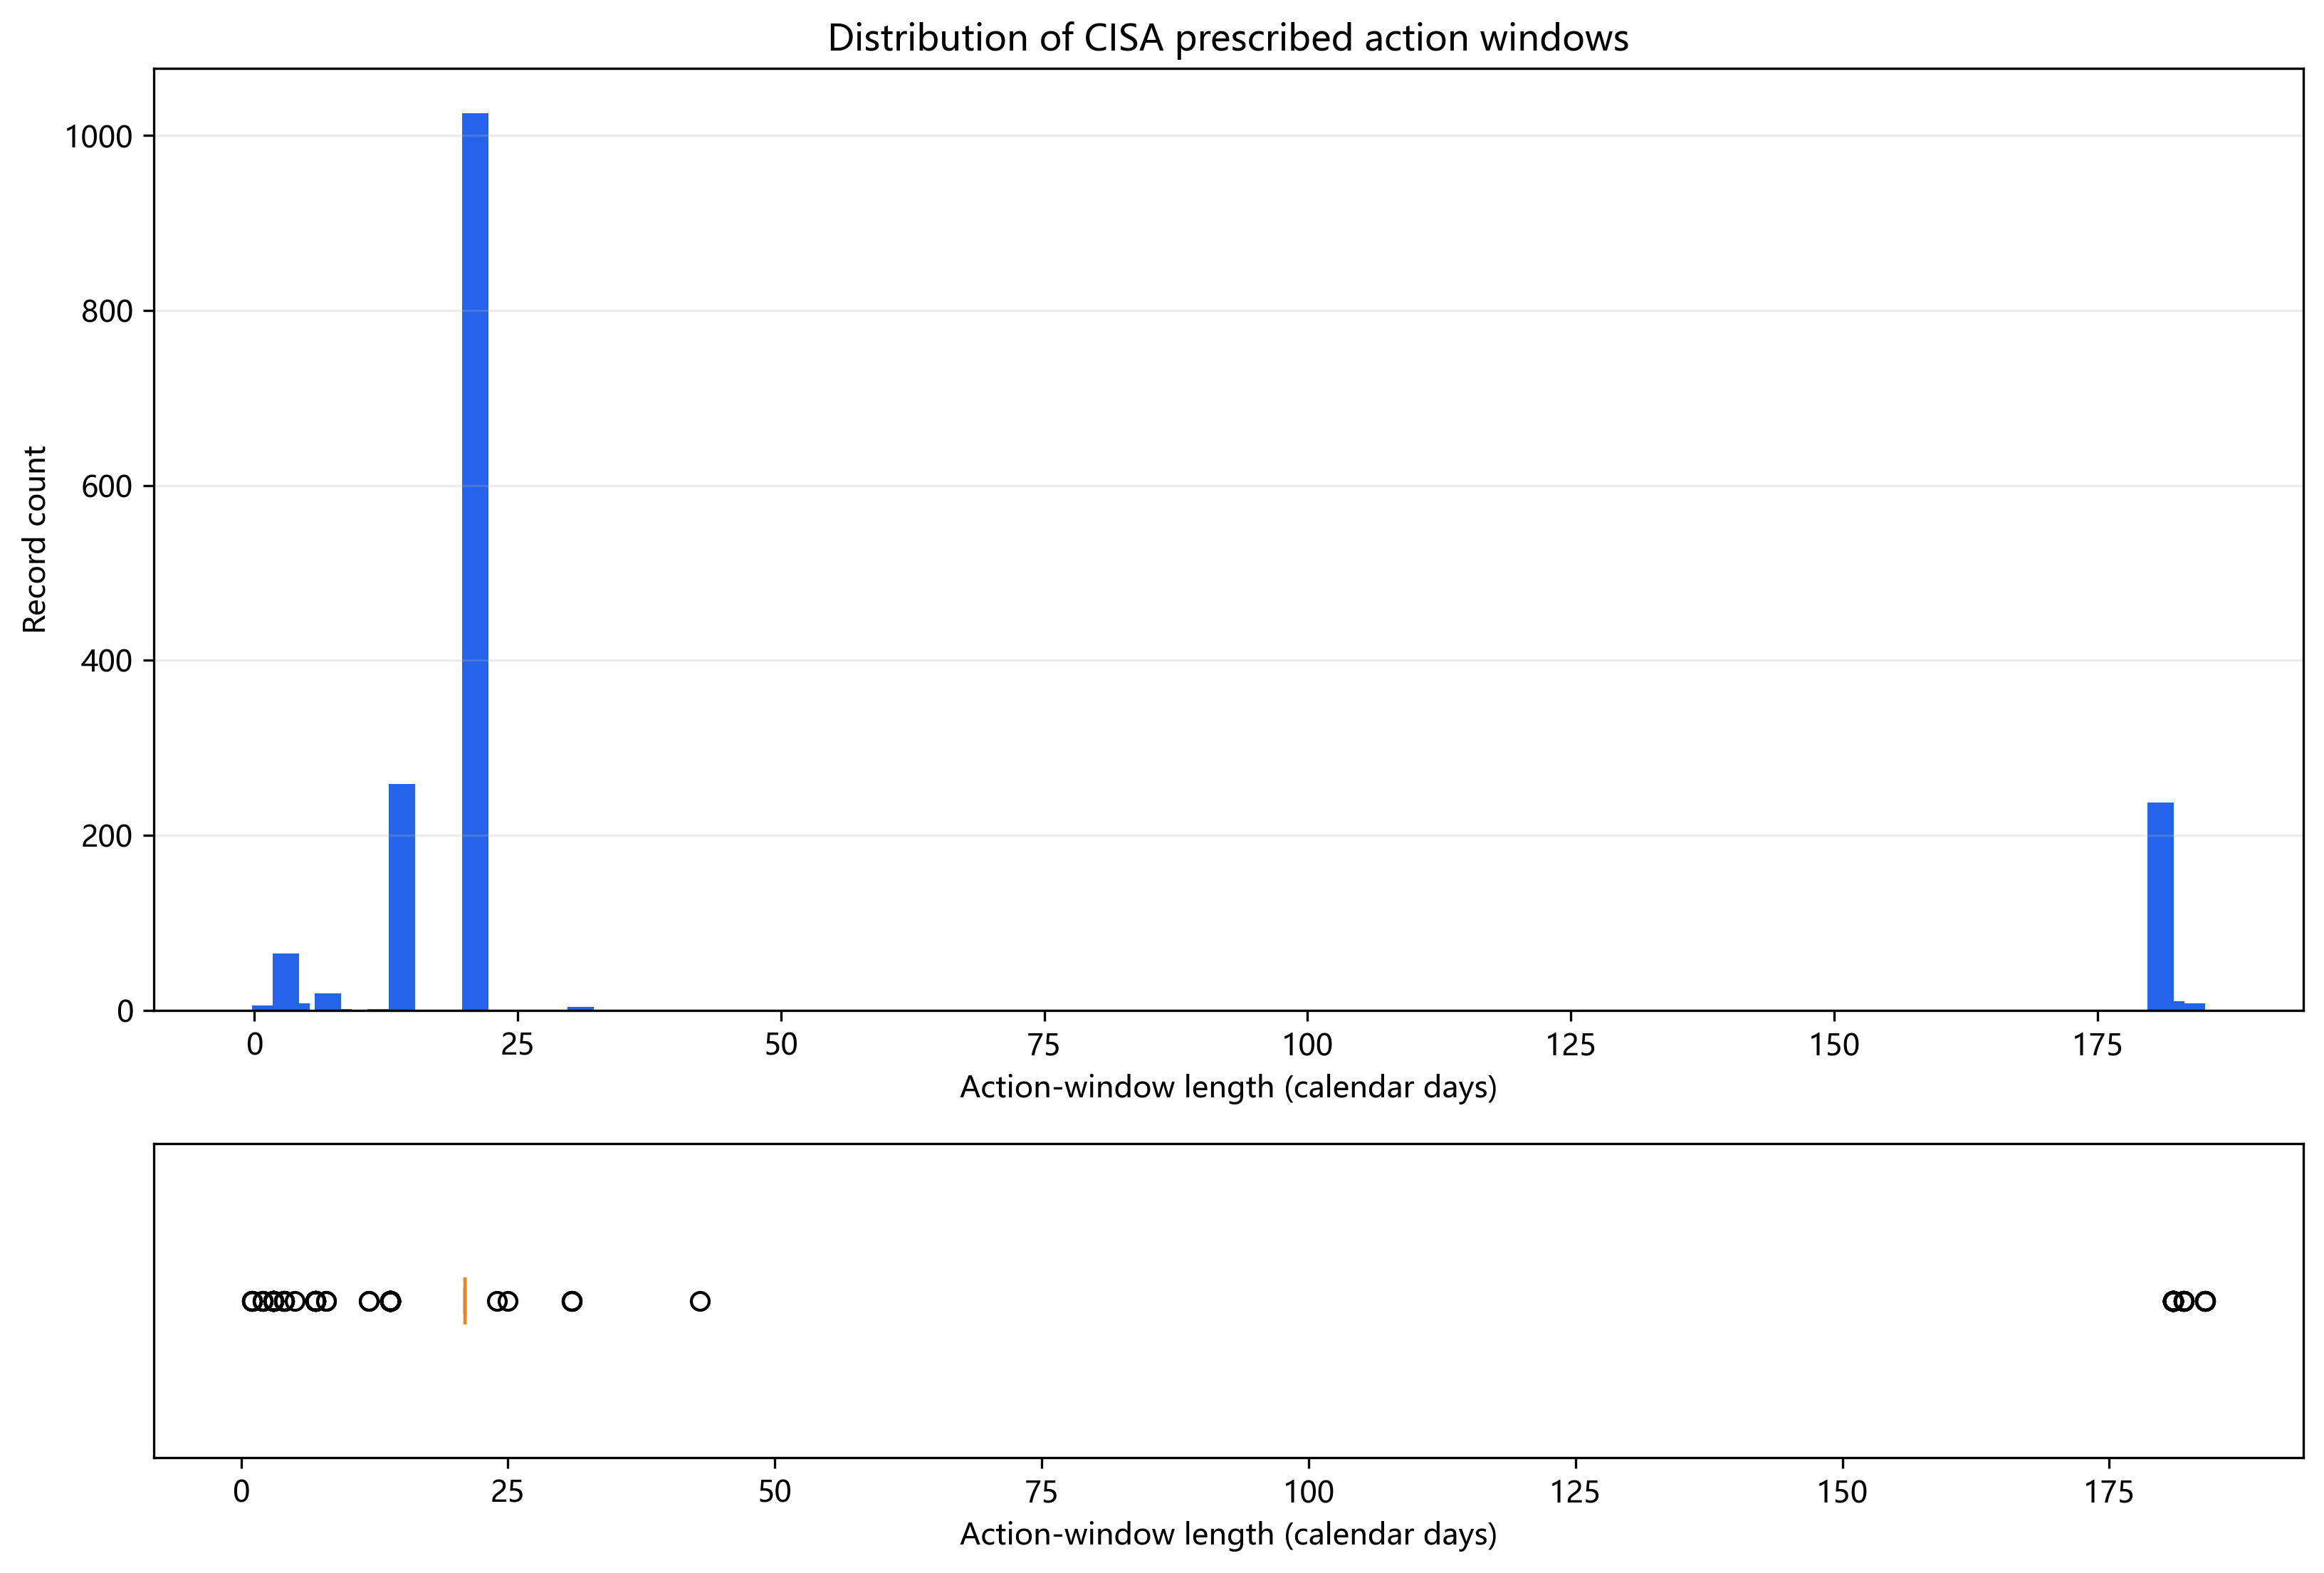 Distribution of CISA prescribed action windows
Record count
1000
800
600
400
200
0
0 25 50 75 100 125 150 175
Action-window length (calendar days)
0 25 50 75 100 125 150 175
Action-window length (calendar days)